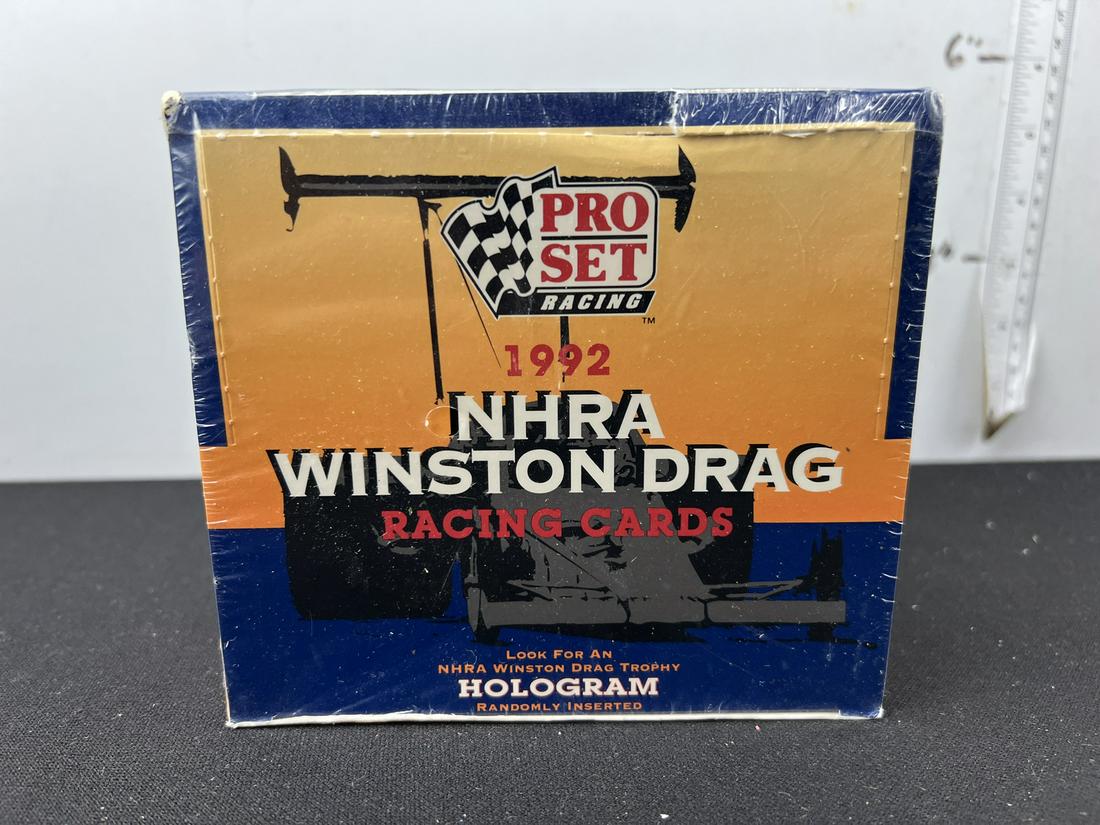 6"
PRO
SET
RACING
TM
1992
NHRA
WINSTON DRAG
RACING CARDS
LOOK FOR AN
NHRA WINSTON DRAG TROPHY
HOLOGRAM
RANDOMLY INSERTED